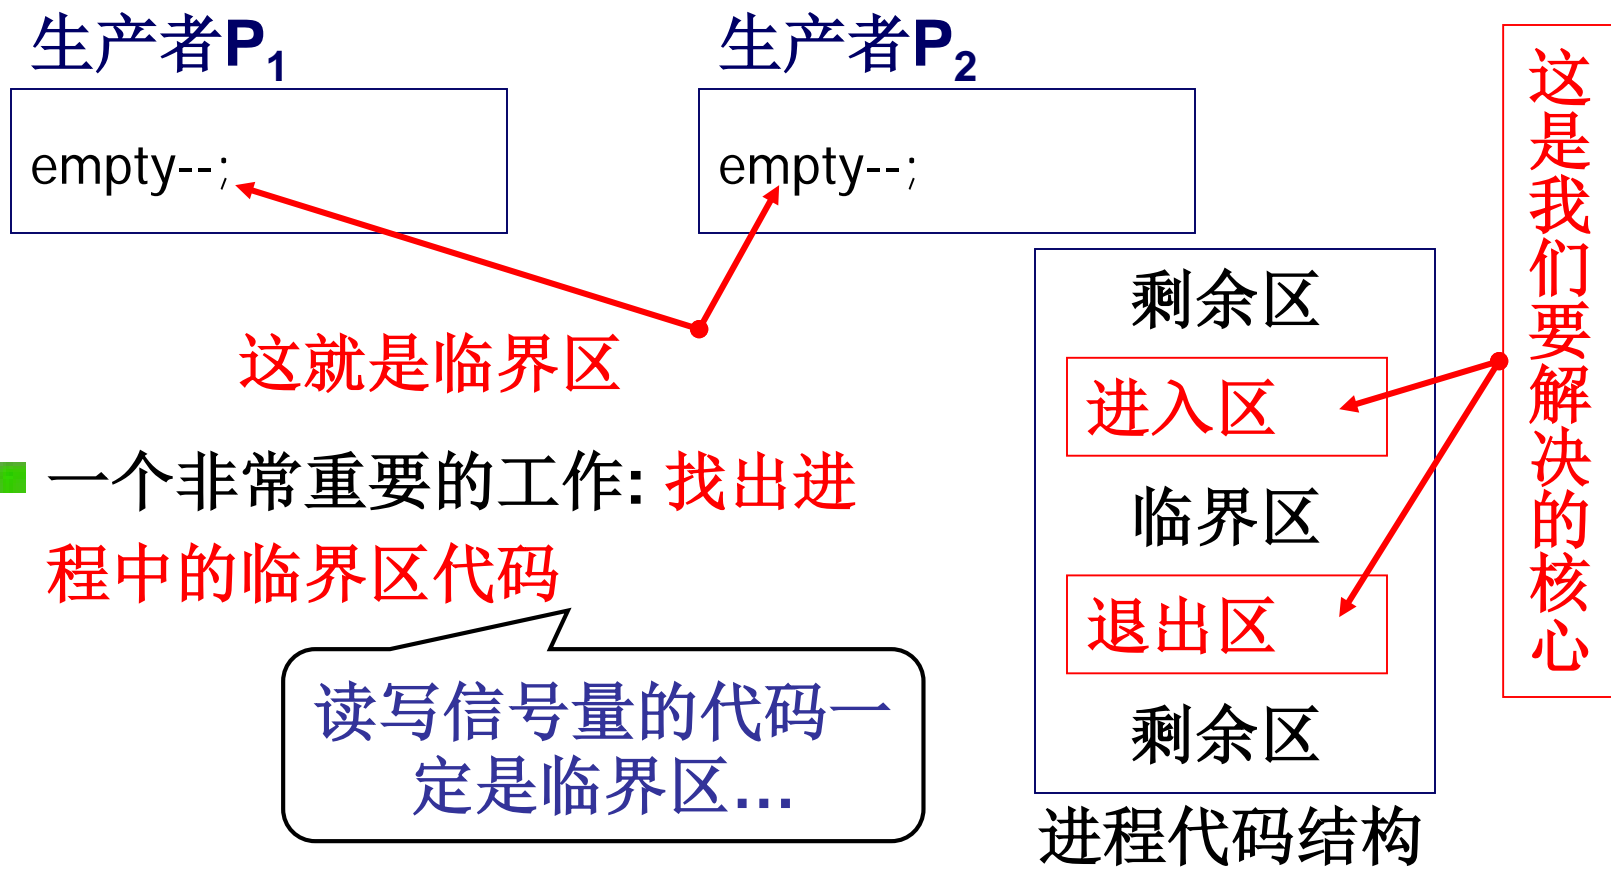 生产者P1
生产者P2
empty--;
empty--;
这就是临界区
一个非常重要的工作: 找出进
程中的临界区代码
读写信号量的代码一
定是临界区...
剩余区
进入区
临界区
退出区
剩余区
进程代码结构
这是我们要解决的核心